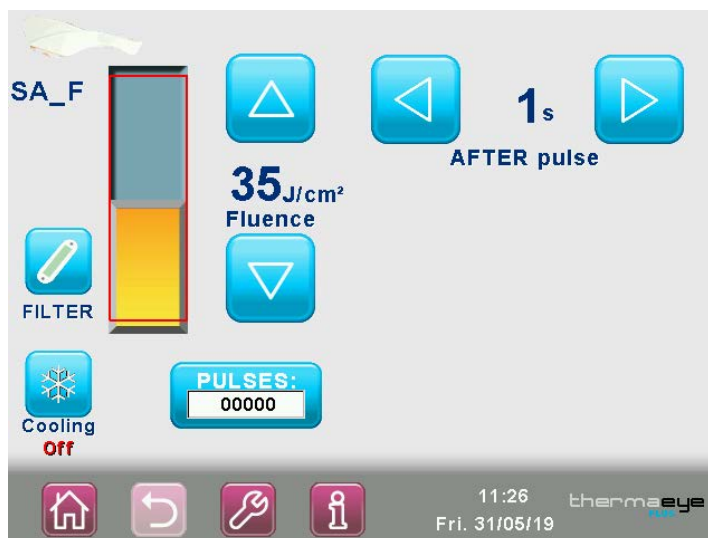 SA_F
1s
AFTER pulse
35J/cm²
Fluence
FILTER
PULSES:
00000
Cooling
Off
11:26
Fri. 31/05/19
thermaeye
PLUS